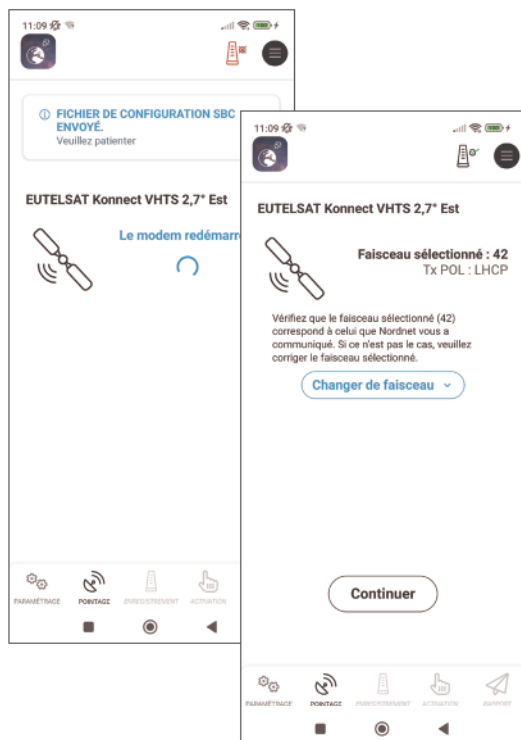 11:09
FICHIER DE CONFIGURATION SBC
ENVOYÉ.
Veuillez patienter
EUTELSAT Konnect VHTS 2,7° Est
Le modem redémarre
PARAMÉTRAGE
POINTAGE
ENREGISTREMENT
ACTIVATION
11:09
EUTELSAT Konnect VHTS 2,7° Est
Faisceau sélectionné : 42
Tx POL : LHCP
Vérifiez que le faisceau sélectionné (42)
correspond à celui que Nordnet vous a
communiqué. Si ce n'est pas le cas, veuillez
corriger le faisceau sélectionné.
Changer de faisceau
Continuer
PARAMÉTRAGE
POINTAGE
ENREGISTREMENT
ACTIVATION
RAPPORT